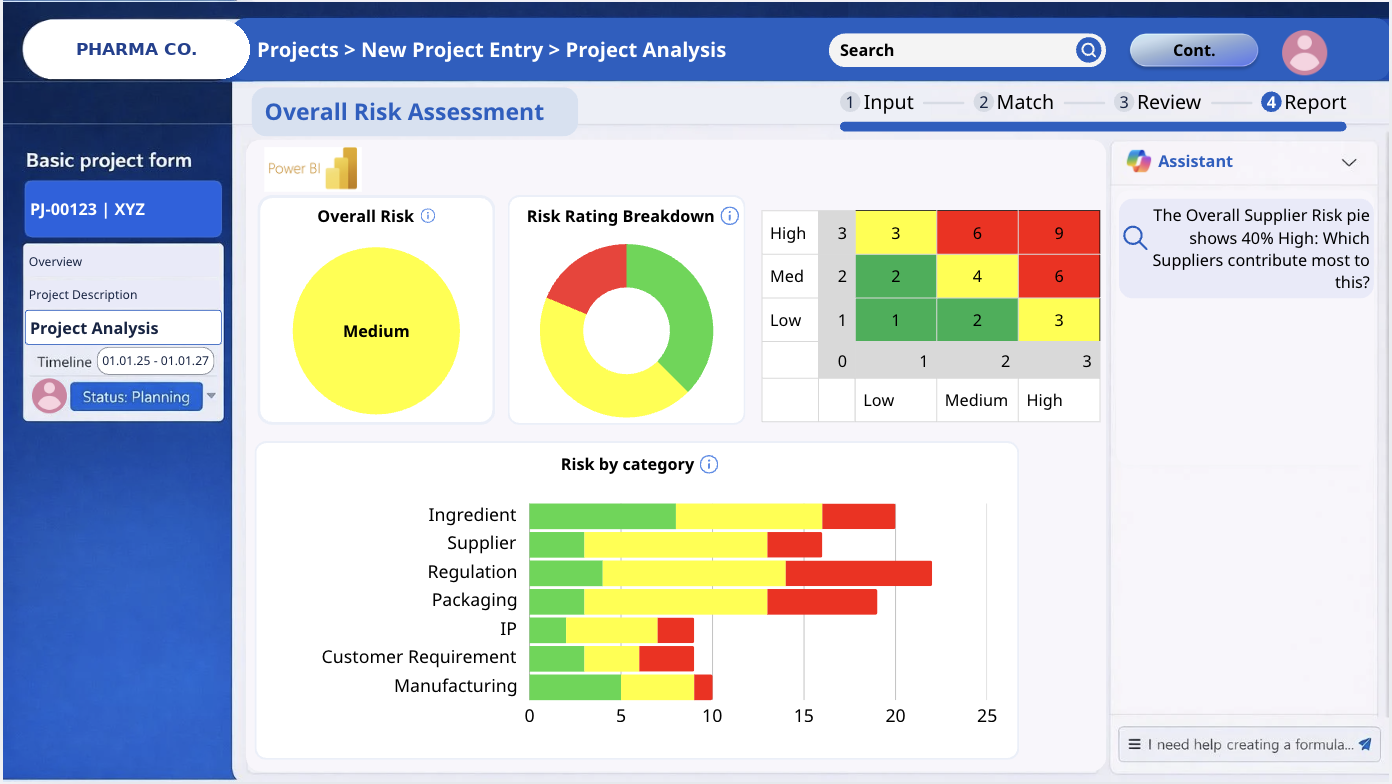 PHARMA CO.
Projects > New Project Entry > Project Analysis
Search
Cont.
Overall Risk Assessment
1 Input
2 Match
3 Review
4 Report
Basic project form
PJ-00123 | XYZ
Overview
Project Description
Project Analysis
Timeline 01.01.25 - 01.01.27
Status: Planning
Power BI
Overall Risk
Medium
Risk Rating Breakdown
High 3 3 6 9
Med 2 2 4 6
Low 1 1 2 3
0 1 2 3
Low Medium High
Risk by category
Ingredient
Supplier
Regulation
Packaging
IP
Customer Requirement
Manufacturing
0 5 10 15 20 25
Assistant
The Overall Supplier Risk pie
shows 40% High: Which
Suppliers contribute most to
this?
I need help creating a formula...